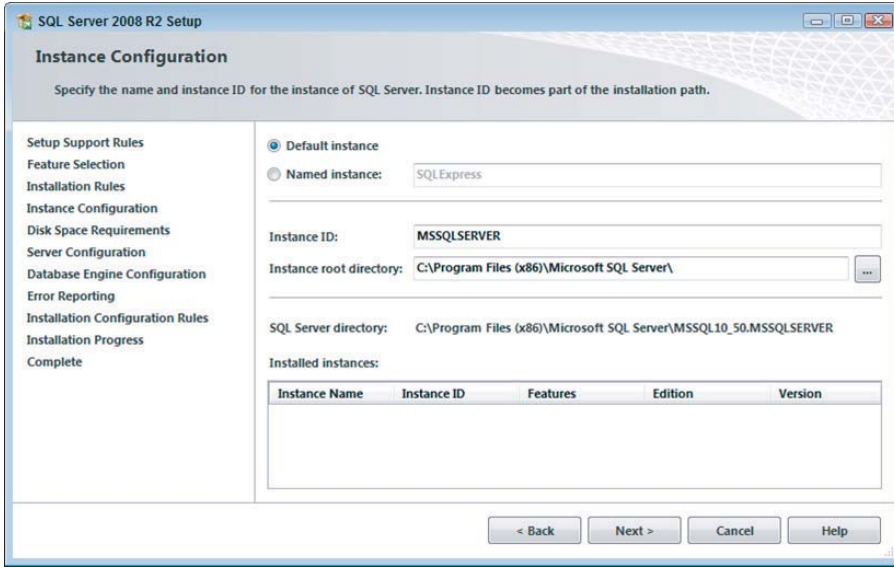 SQL Server 2008 R2 Setup
Instance Configuration
Specify the name and instance ID for the instance of SQL Server. Instance ID becomes part of the installation path.
Setup Support Rules
Feature Selection
Installation Rules
Instance Configuration
Disk Space Requirements
Server Configuration
Database Engine Configuration
Error Reporting
Installation Configuration Rules
Installation Progress
Complete
Default instance
Named instance: SQLExpress
Instance ID: MSSQLSERVER
Instance root directory: C:\Program Files (x86)\Microsoft SQL Server\ ...
SQL Server directory: C:\Program Files (x86)\Microsoft SQL Server\MSSQL10_50.MSSQLSERVER
Installed instances:
Instance Name Instance ID Features Edition Version
< Back Next > Cancel Help